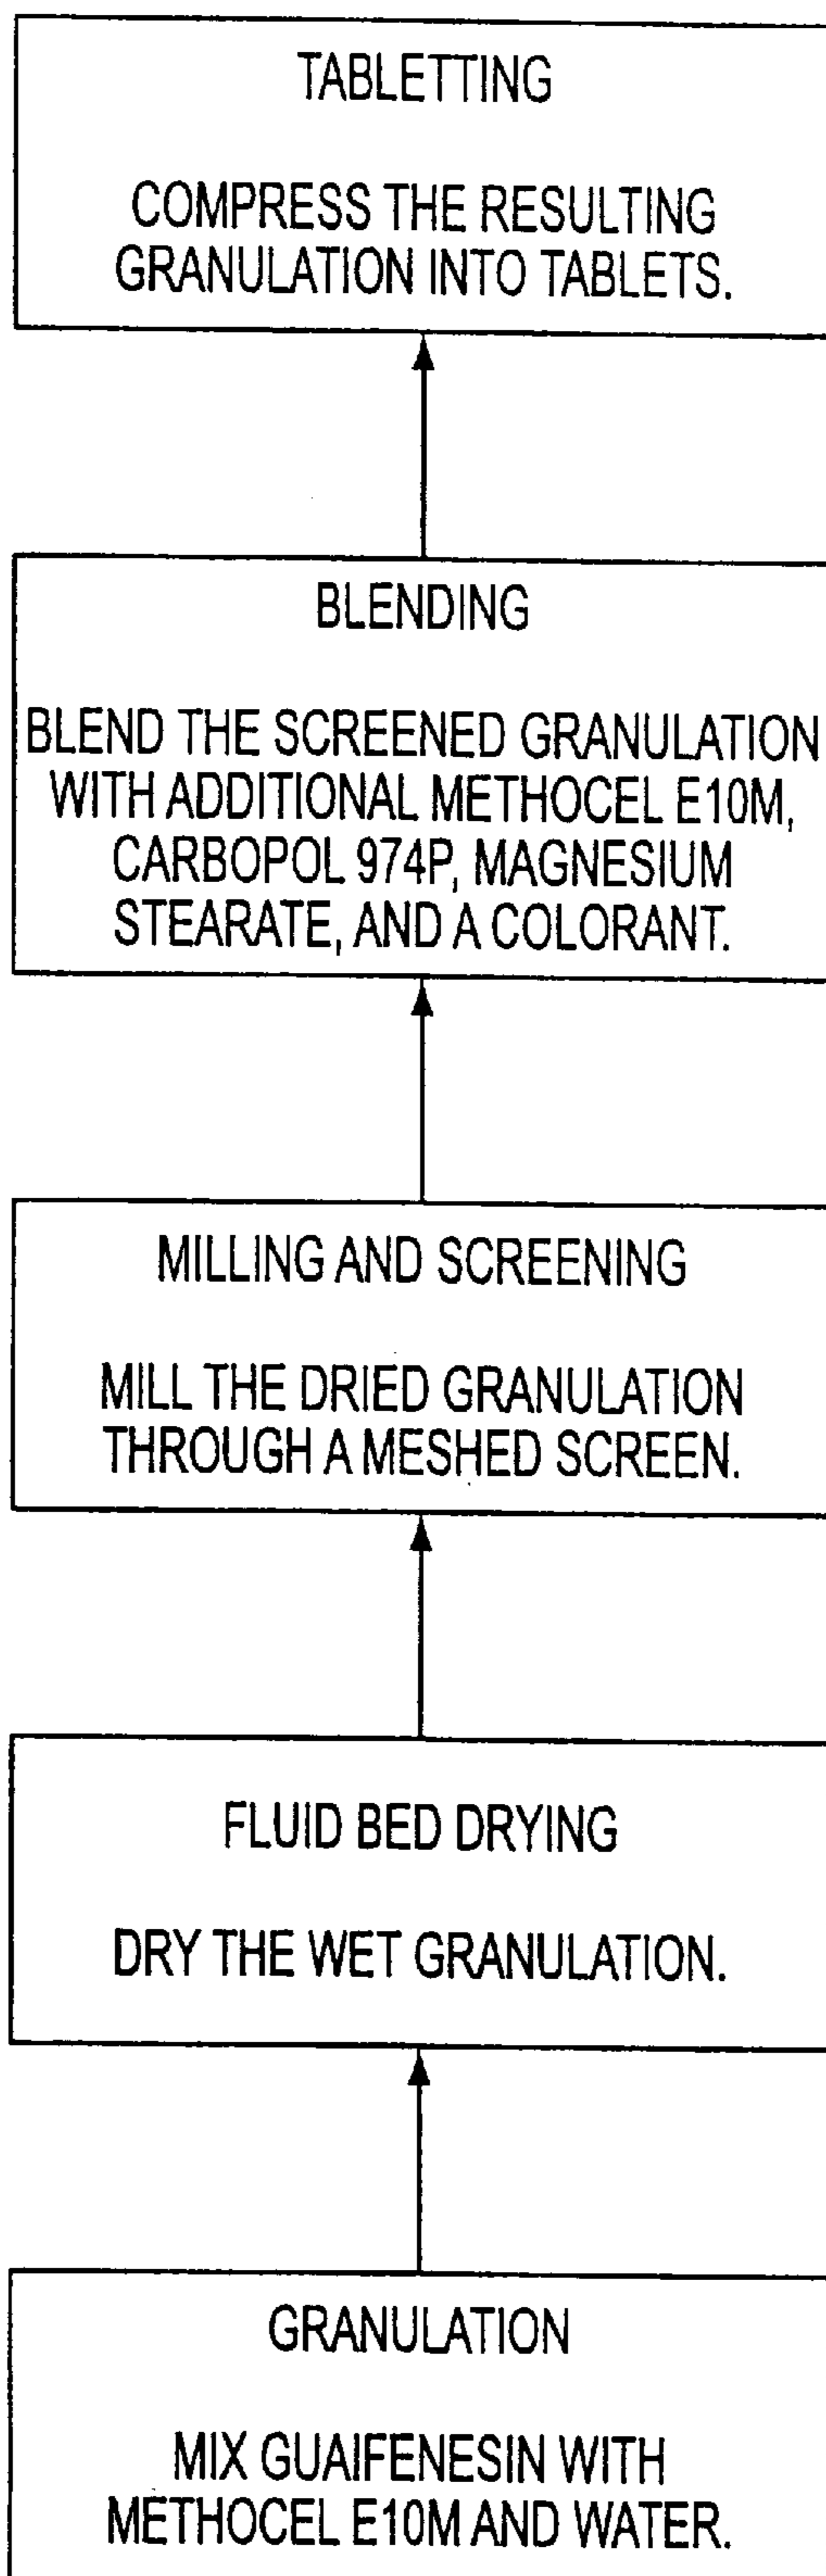 TABLETTING
COMPRESS THE RESULTING
GRANULATION INTO TABLETS.
BLENDING
BLEND THE SCREENED GRANULATION
WITH ADDITIONAL METHOCEL E10M,
CARBOPOL 974P, MAGNESIUM
STEARATE, AND A COLORANT.
MILLING AND SCREENING
MILL THE DRIED GRANULATION
THROUGH A MESHED SCREEN.
FLUID BED DRYING
DRY THE WET GRANULATION.
GRANULATION
MIX GUAIFENESIN WITH
METHOCEL E10M AND WATER.